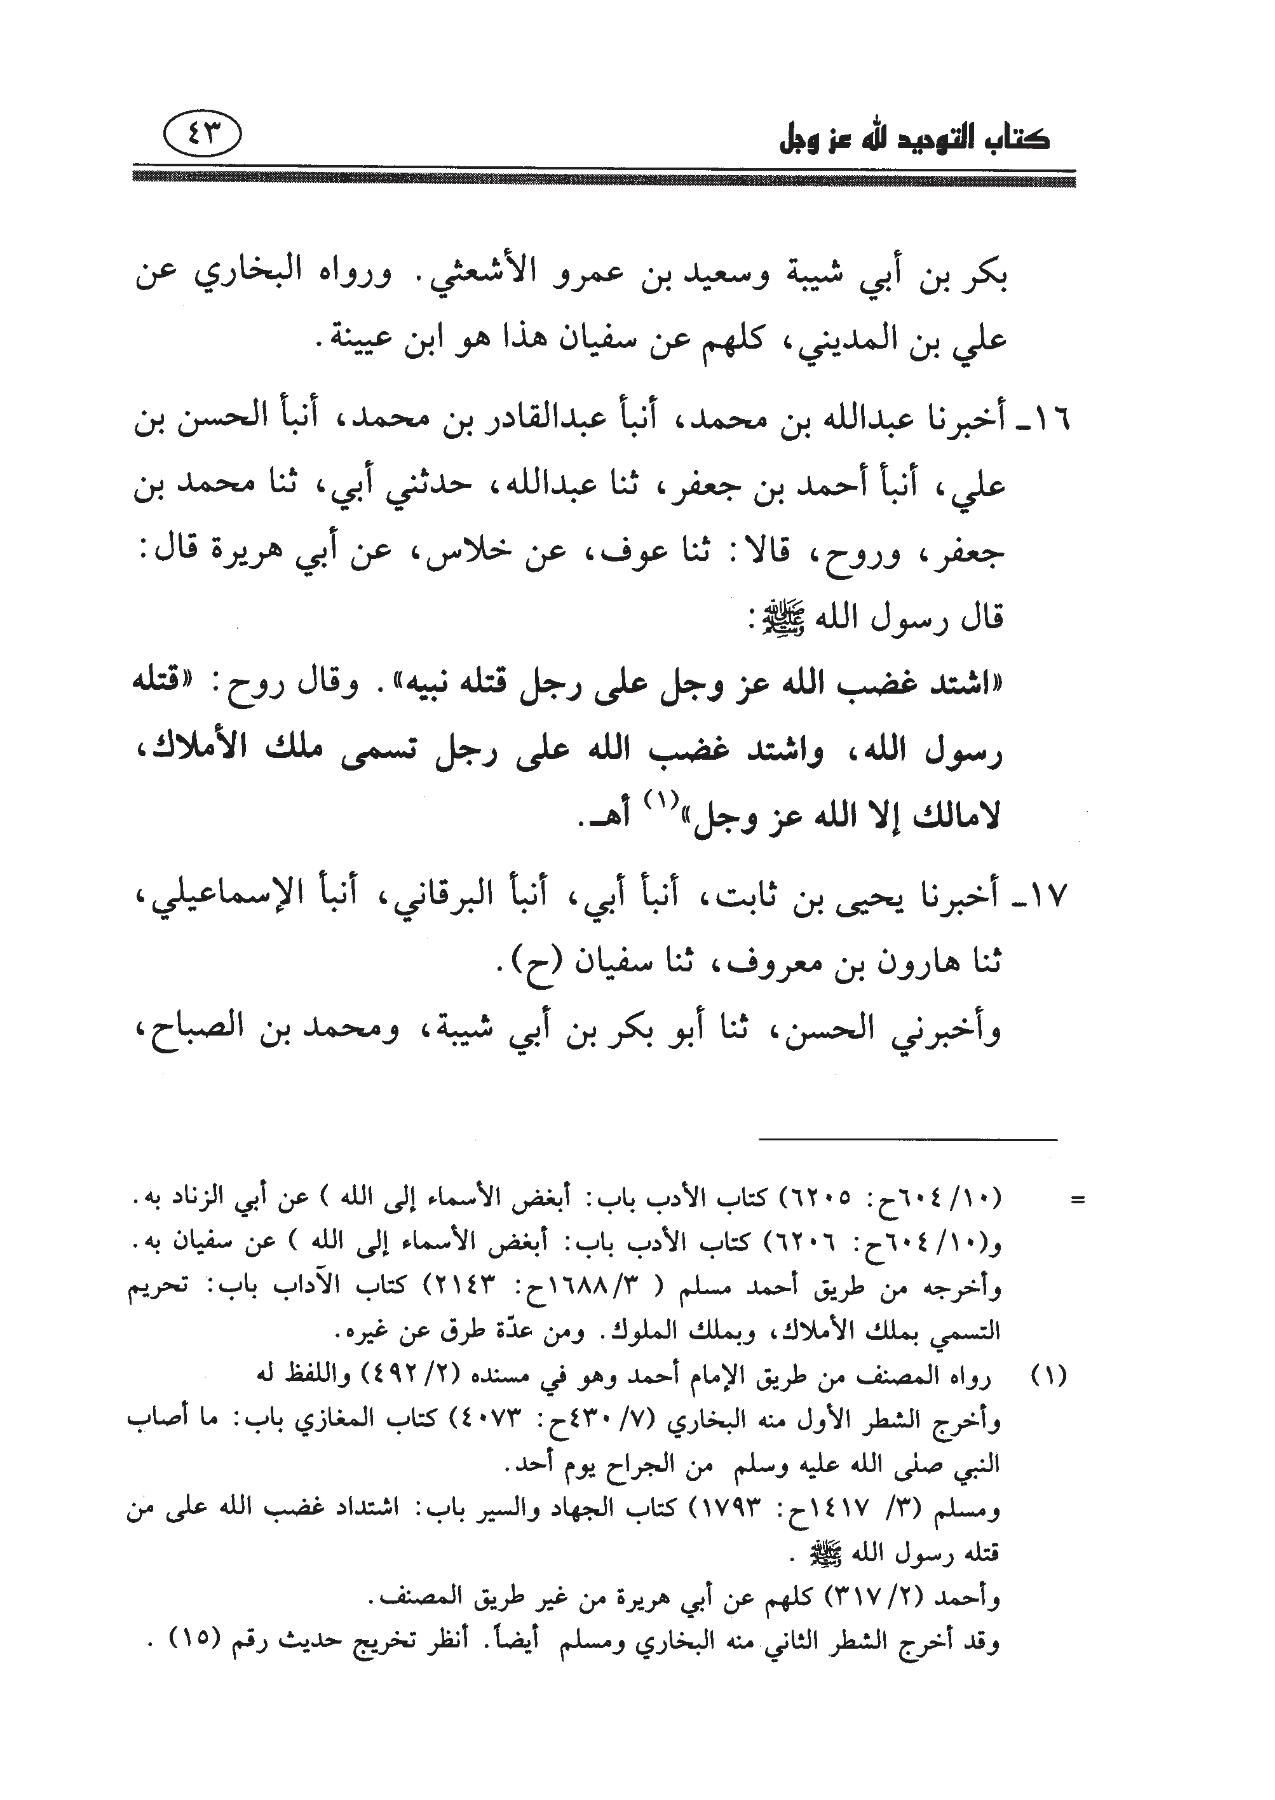 كتاب التوحيد لله عز وجل
٤٣
بكر بن أبي شيبة وسعيد بن عمرو الأشعثي. ورواه البخاري عن
علي بن المديني، كلهم عن سفيان هذا هو ابن عيينة.
١٦ـ أخبرنا عبدالله بن محمد، أنبأ عبدالقادر بن محمد، أنبأ الحسن بن
علي، أنبأ أحمد بن جعفر، ثنا عبدالله، حدثني أبي، ثنا محمد بن
جعفر، وروح، قالا: ثنا عوف، عن خلاس، عن أبي هريرة قال:
قال رسول الله ﷺ:
«اشتد غضب الله عز وجل على رجل قتله نبيه». وقال روح: «قتله
رسول الله، واشتد غضب الله على رجل تسمى ملك الأملاك،
لامالك إلا الله عز وجل»(١) أهـ.
١٧ـ أخبرنا يحيى بن ثابت، أنبأ أبي، أنبأ البرقاني، أنبأ الإسماعيلي،
ثنا هارون بن معروف، ثنا سفيان (ح).
وأخبرني الحسن، ثنا أبو بكر بن أبي شيبة، ومحمد بن الصباح،
= (١٠/ ٦٠٤ح: ٦٢٠٥) كتاب الأدب باب: أبغض الأسماء إلى الله ) عن أبي الزناد به.
و(١٠/ ٦٠٤ح: ٦٢٠٦) كتاب الأدب باب: أبغض الأسماء إلى الله ) عن سفيان به.
وأخرجه من طريق أحمد مسلم ( ٣/ ١٦٨٨ح: ٢١٤٣) كتاب الآداب باب: تحريم
التسمي بملك الأملاك، وبملك الملوك. ومن عدّة طرق عن غيره.
(١) رواه المصنف من طريق الإمام أحمد وهو في مسنده (٢/ ٤٩٢) واللفظ له
وأخرج الشطر الأول منه البخاري (٧/ ٤٣٠ح: ٤٠٧٣) كتاب المغازي باب: ما أصاب
النبي صلى الله عليه وسلم من الجراح يوم أحد.
ومسلم (٣/ ١٤١٧ح: ١٧٩٣) كتاب الجهاد والسير باب: اشتداد غضب الله على من
قتله رسول الله ﷺ .
وأحمد (٢/ ٣١٧) كلهم عن أبي هريرة من غير طريق المصنف.
وقد أخرج الشطر الثاني منه البخاري ومسلم أيضاً. أنظر تخريج حديث رقم (١٥) .